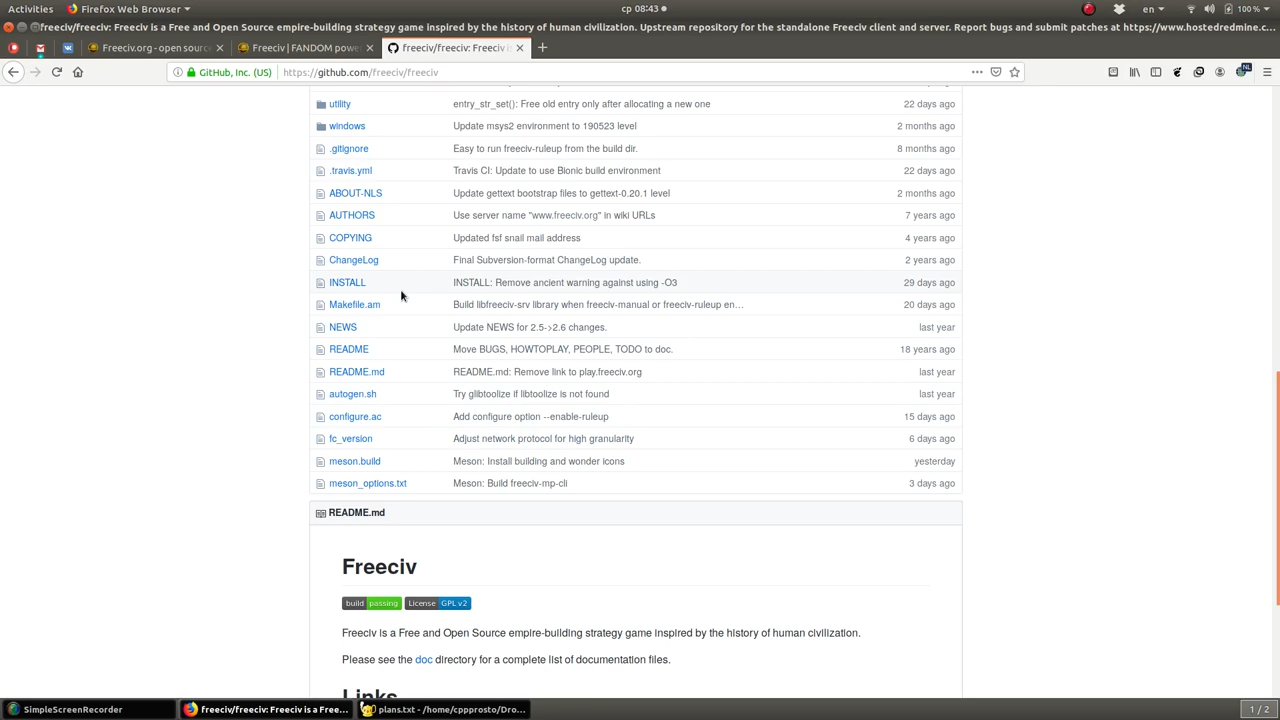 Activities Firefox Web Browser ср 08:43 en 100 %
freeciv/freeciv: Freeciv is a Free and Open Source empire-building strategy game inspired by the history of human civilization. Upstream repository for the standalone Freeciv client and server. Report bugs and submit patches at https://www.hostedredmine.c...
Freeciv.org - open source Freeciv | FANDOM powe freeciv/freeciv: Freeciv is
GitHub, Inc. (US) https://github.com/freeciv/freeciv NL
utility entry_str_set(): Free old entry only after allocating a new one 22 days ago
windows Update msys2 environment to 190523 level 2 months ago
.gitignore Easy to run freeciv-ruleup from the build dir. 8 months ago
.travis.yml Travis CI: Update to use Bionic build environment 22 days ago
ABOUT-NLS Update gettext bootstrap files to gettext-0.20.1 level 2 months ago
AUTHORS Use server name "www.freeciv.org" in wiki URLs 7 years ago
COPYING Updated fsf snail mail address 4 years ago
ChangeLog Final Subversion-format ChangeLog update. 2 years ago
INSTALL INSTALL: Remove ancient warning against using -O3 29 days ago
Makefile.am Build libfreeciv-srv library when freeciv-manual or freeciv-ruleup en… 20 days ago
NEWS Update NEWS for 2.5->2.6 changes. last year
README Move BUGS, HOWTOPLAY, PEOPLE, TODO to doc. 18 years ago
README.md README.md: Remove link to play.freeciv.org last year
autogen.sh Try glibtoolize if libtoolize is not found last year
configure.ac Add configure option --enable-ruleup 15 days ago
fc_version Adjust network protocol for high granularity 6 days ago
meson.build Meson: Install building and wonder icons yesterday
meson_options.txt Meson: Build freeciv-mp-cli 3 days ago
README.md
Freeciv
build passing License GPL v2
Freeciv is a Free and Open Source empire-building strategy game inspired by the history of human civilization.
Please see the doc directory for a complete list of documentation files.
Links
SimpleScreenRecorder freeciv/freeciv: Freeciv is a Free... plans.txt - /home/cppprosto/Dro... 1 / 2